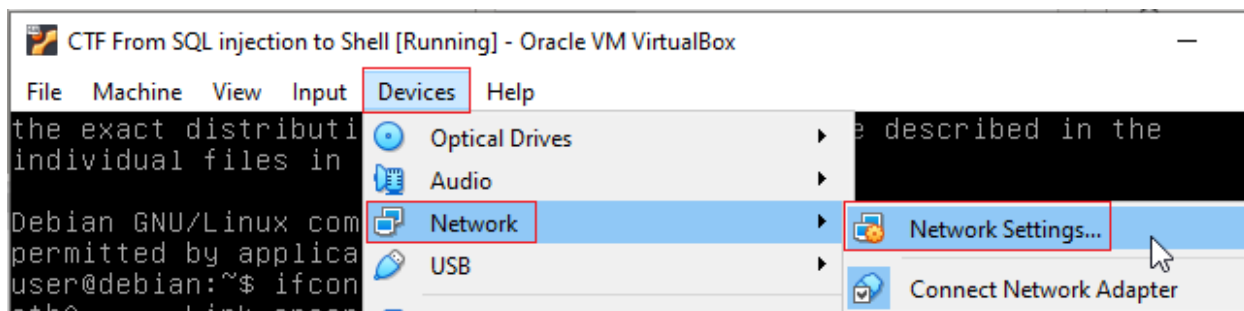 CTF From SQL injection to Shell [Running] - Oracle VM VirtualBox
File Machine View Input Devices Help
the exact distributi
e described in the
individual files in
Optical Drives
Audio
Debian GNU/Linux com
Network
Network Settings...
permitted by applica
USB
user@debian:~$ ifcon
Connect Network Adapter